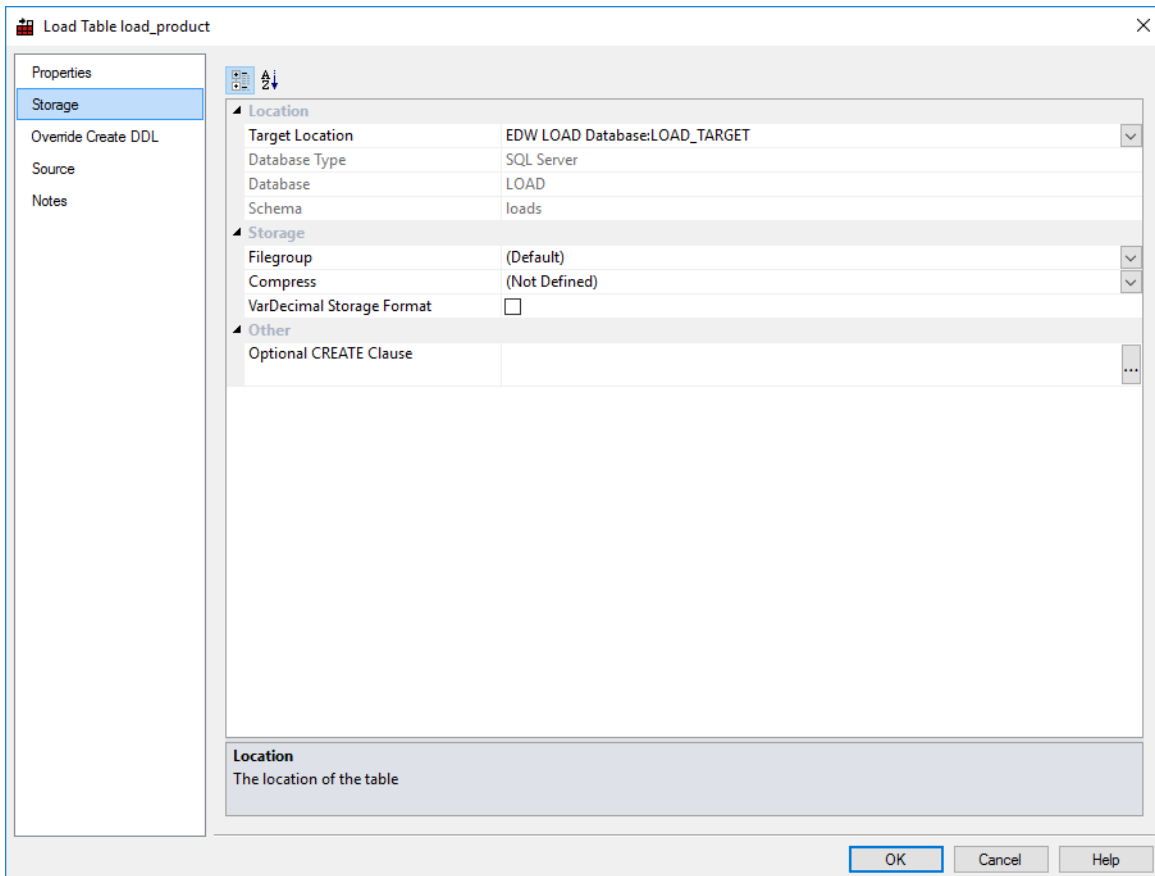 Load Table load_product
Properties
Storage
Override Create DDL
Source
Notes
Location
Target Location EDW LOAD Database:LOAD_TARGET
Database Type SQL Server
Database LOAD
Schema loads
Storage
Filegroup (Default)
Compress (Not Defined)
VarDecimal Storage Format
Other
Optional CREATE Clause
...
Location
The location of the table
OK Cancel Help